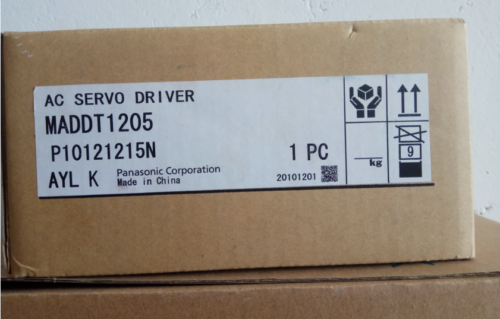 AC SERVO DRIVER
MADDT1205
P10121215N
1 PC
kg
9
AYL K
Panasonic Corporation
Made in China
20101201